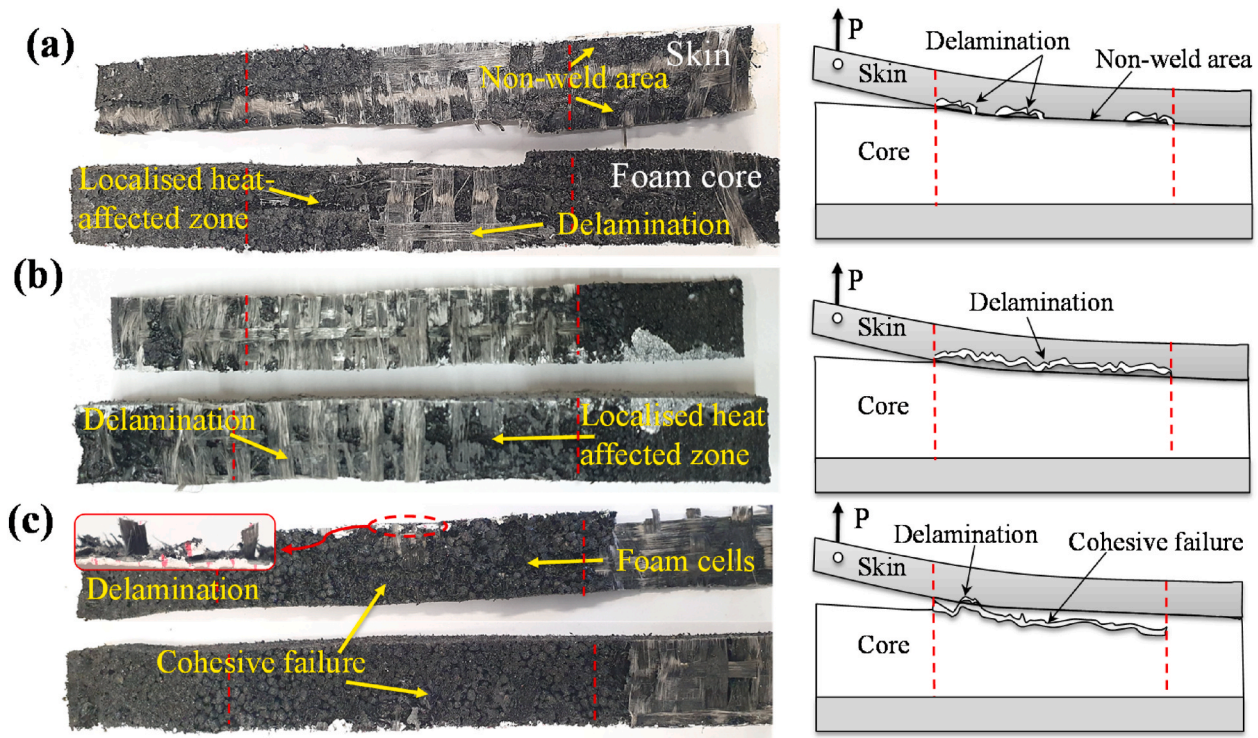 (a)
Skin
Non-weld
area
Localised heat-
affected zone
Foam core
Delamination
P
Delamination
Skin
Non-weld area
Core
(b)
Delamination
Localised heat
affected zone
P
Delamination
Skin
Core
(c)
Delamination
Foam cells
Cohesive failure
P
Delamination
Cohesive failure
Skin
Core